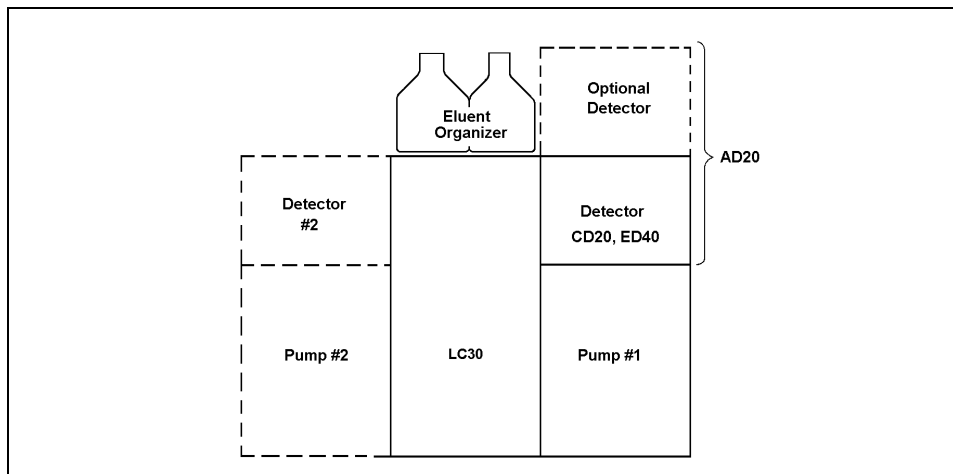 Optional
Detector
Eluent
Organizer
AD20
Detector
#2
Detector
CD20, ED40
Pump #2
LC30
Pump #1